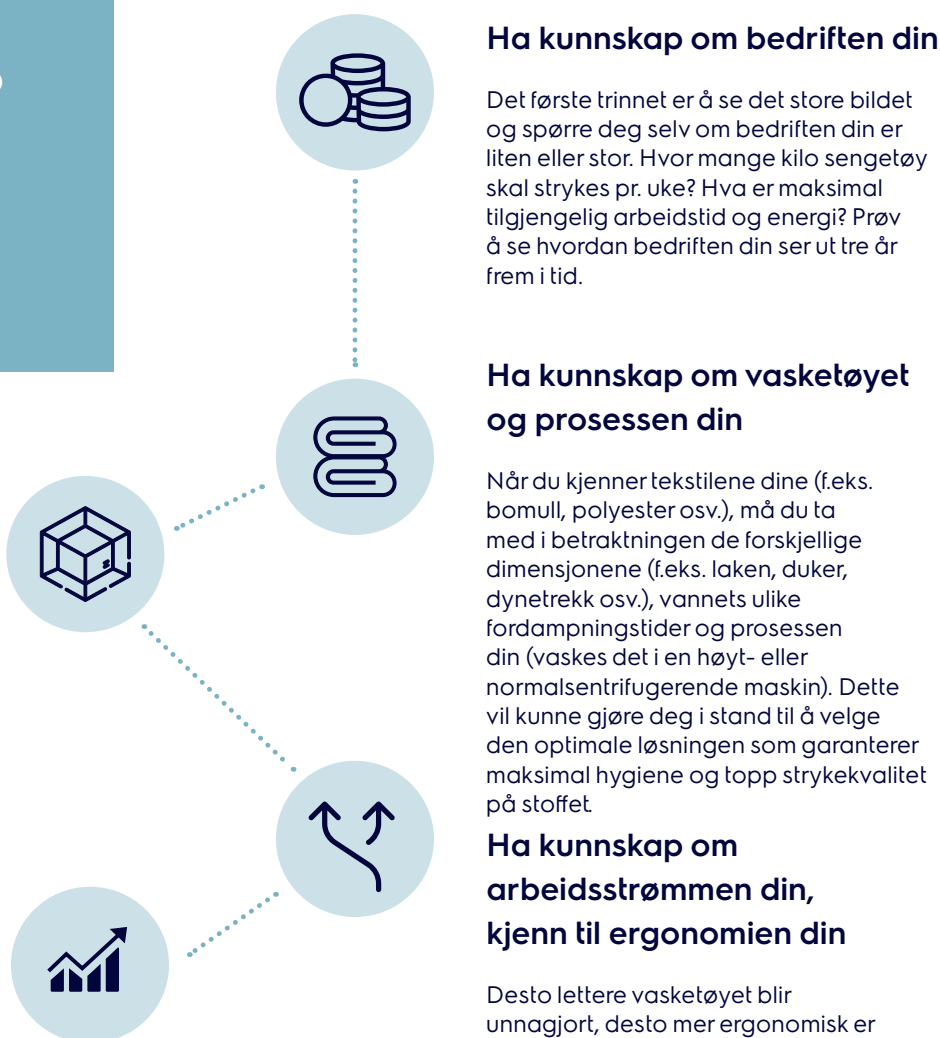 Ha kunnskap om bedriften din
Det første trinnet er å se det store bildet
og spørre deg selv om bedriften din er
liten eller stor. Hvor mange kilo sengetøy
skal strykes pr. uke? Hva er maksimal
tilgjengelig arbeidstid og energi? Prøv
å se hvordan bedriften din ser ut tre år
frem i tid.
Ha kunnskap om vasketøyet
og prosessen din
Når du kjenner tekstilene dine (f.eks.
bomull, polyester osv.), må du ta
med i betraktningen de forskjellige
dimensjonene (f.eks. laken, duker,
dynetrekk osv.), vannets ulike
fordampningstider og prosessen
din (vaskes det i en høyt- eller
normalsentrifugerende maskin). Dette
vil kunne gjøre deg i stand til å velge
den optimale løsningen som garanterer
maksimal hygiene og topp strykekvalitet
på stoffet.
Ha kunnskap om
arbeidsstrømmen din,
kjenn til ergonomien din
Desto lettere vasketøyet blir
unnagjort, desto mer ergonomisk er